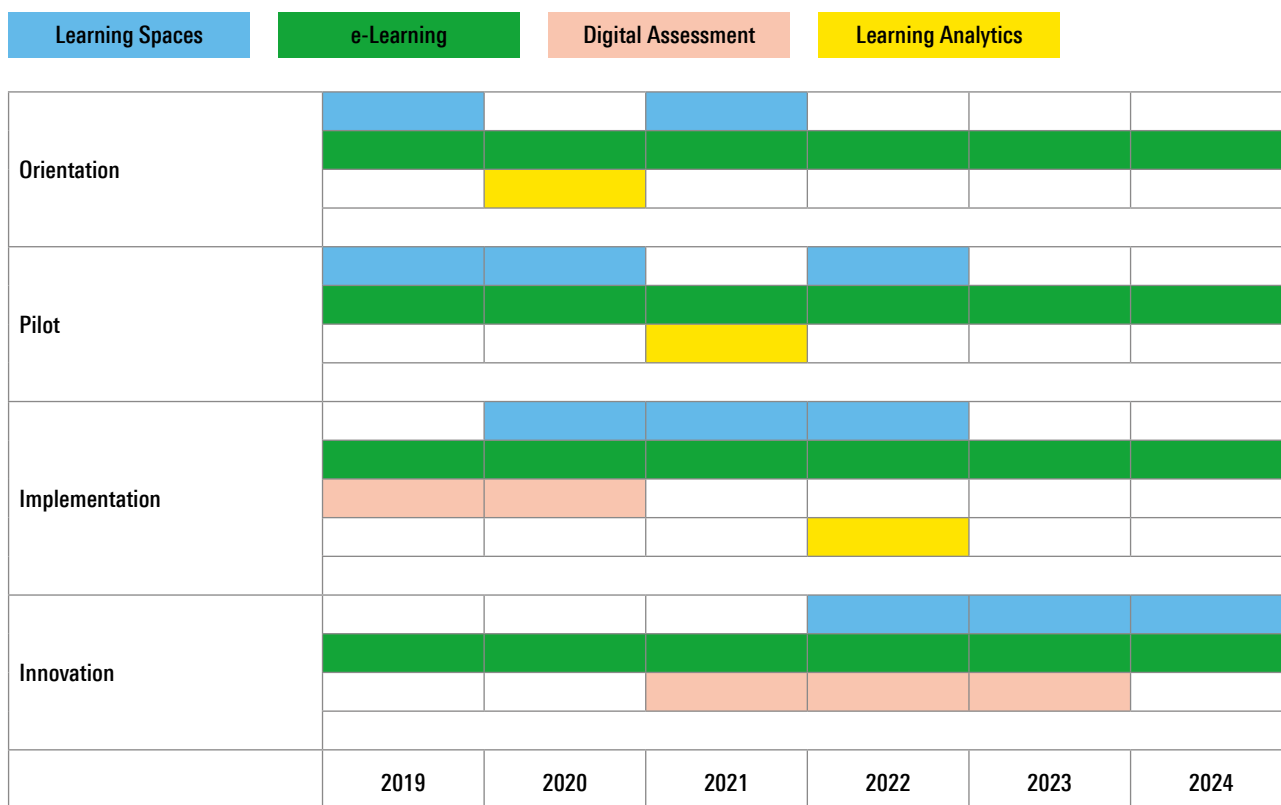 Learning Spaces e-Learning Digital Assessment Learning Analytics
Orientation
Pilot
Implementation
Innovation
2019 2020 2021 2022 2023 2024